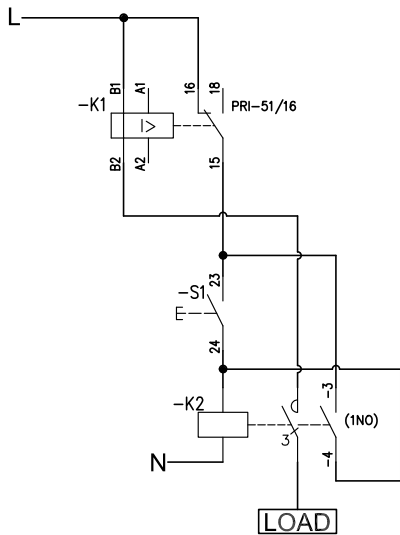 L
B1 A1 16 18
-K1 I> PRI-51/16
B2 A2 15
23
-S1
24
-3
-K2 3 (1NO)
-4
N
LOAD